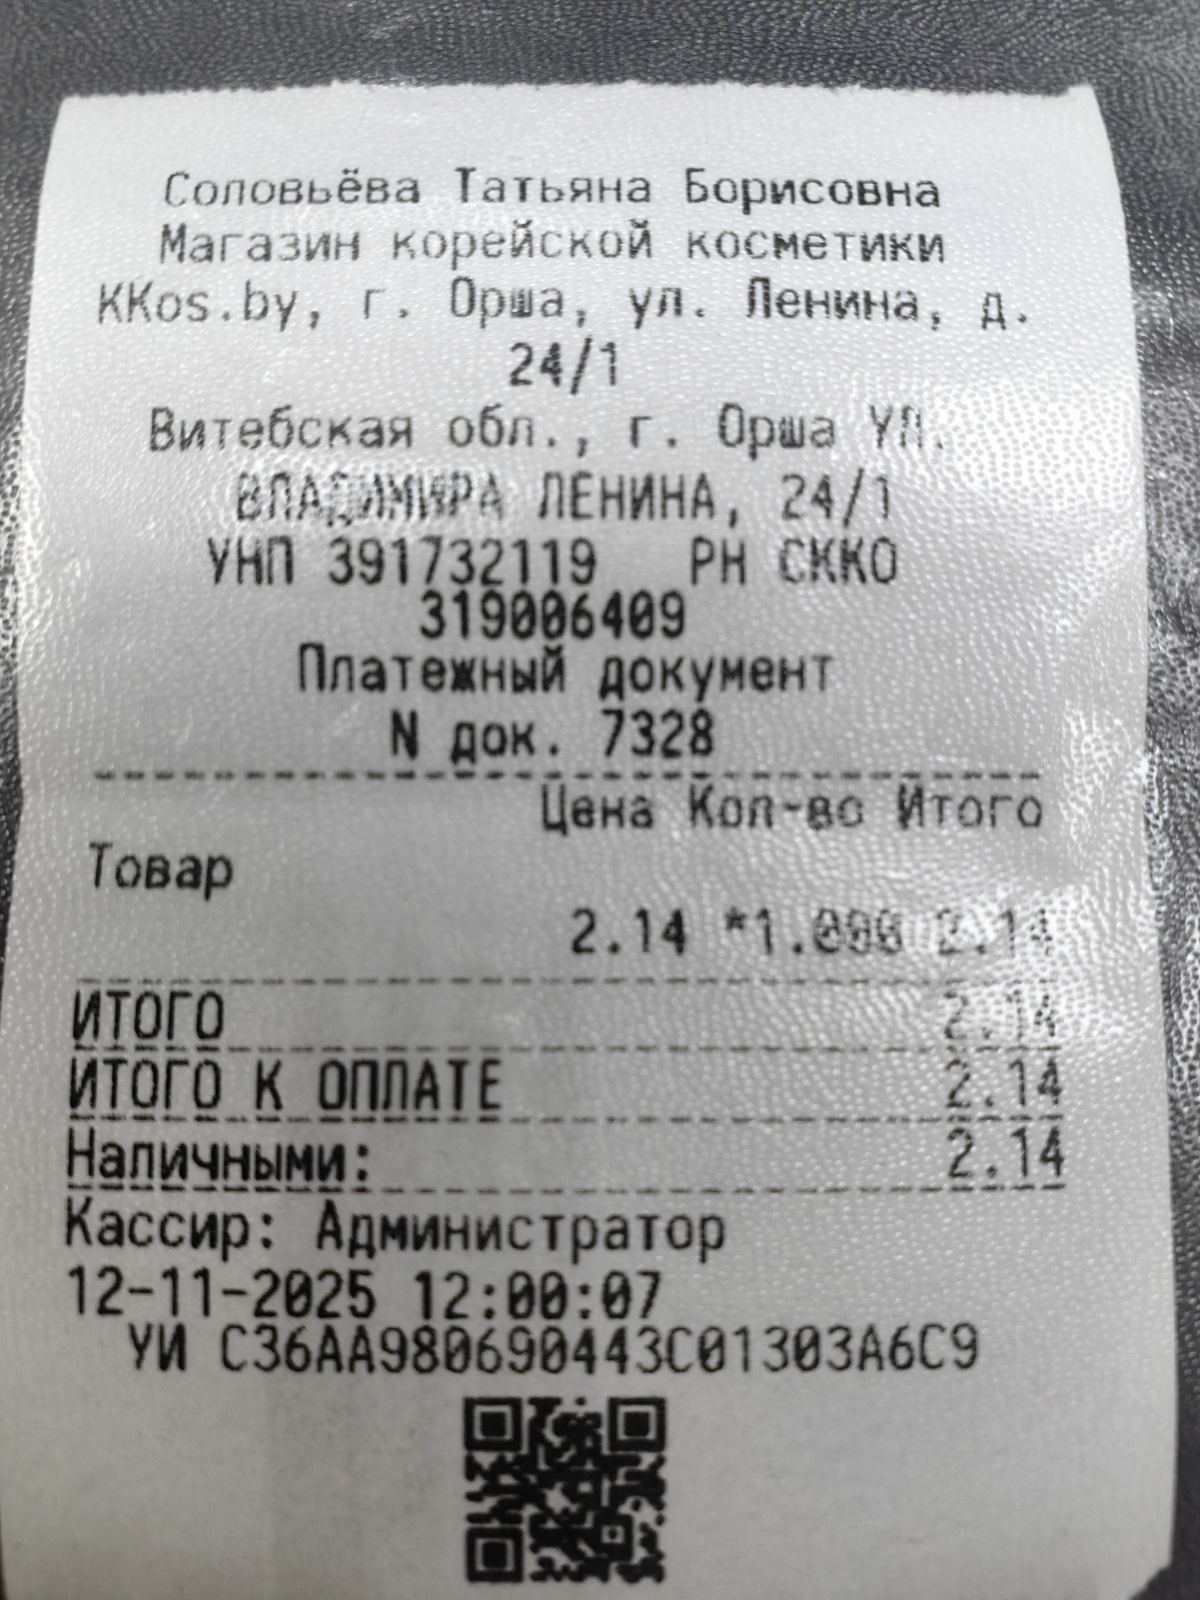 Соловьёва Татьяна Борисовна
Магазин корейской косметики
KKos.by, г. Орша, ул. Ленина, д.
24/1
Витебская обл., г. Орша УЛ.
ВЛАДИМИРА ЛЕНИНА, 24/1
УНП 391732119 РН СККО
319006409
Платежный документ
N док. 7328
Цена Кол-во Итого
Товар
2.14 *1.000 2.14
ИТОГО 2.14
ИТОГО К ОПЛАТЕ 2.14
Наличными: 2.14
Кассир: Администратор
12-11-2025 12:00:07
УИ C36AA980690443C01303A6C9